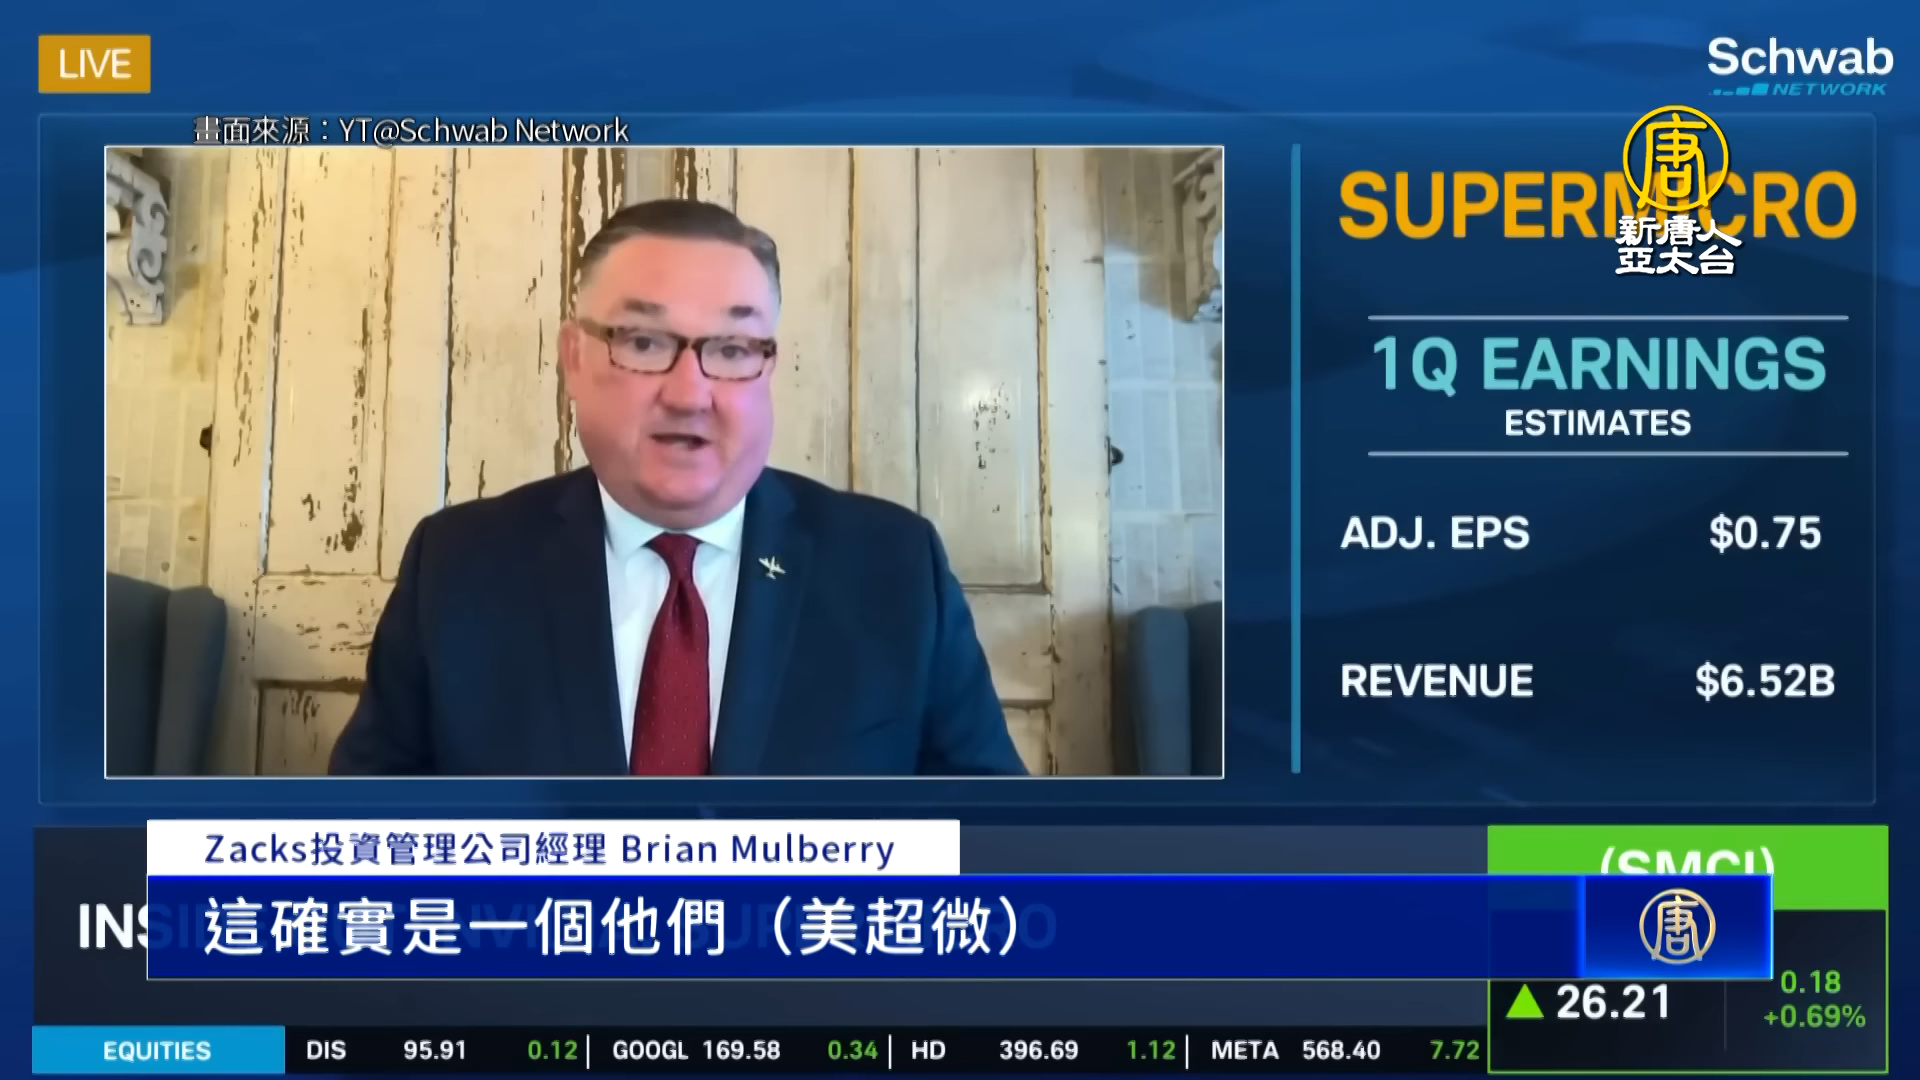 LIVE
Schwab
NETWORK
畫面來源：YT@Schwab Network
唐
新唐人
亞太台
SUPERMICRO
1Q EARNINGS
ESTIMATES
ADJ. EPS $0.75
REVENUE $6.52B
Zacks投資管理公司經理 Brian Mulberry
(SMCI)
這確實是一個他們（美超微）
唐
26.21
0.18
+0.69%
EQUITIES DIS 95.91 0.12 GOOGL 169.58 0.34 HD 396.69 1.12 META 568.40 7.72